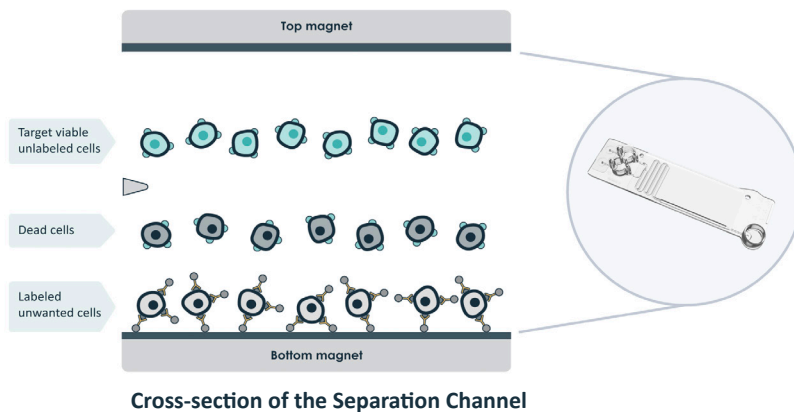 Top magnet
Target viable
unlabeled cells
Dead cells
Labeled
unwanted cells
Bottom magnet
Cross-section of the Separation Channel